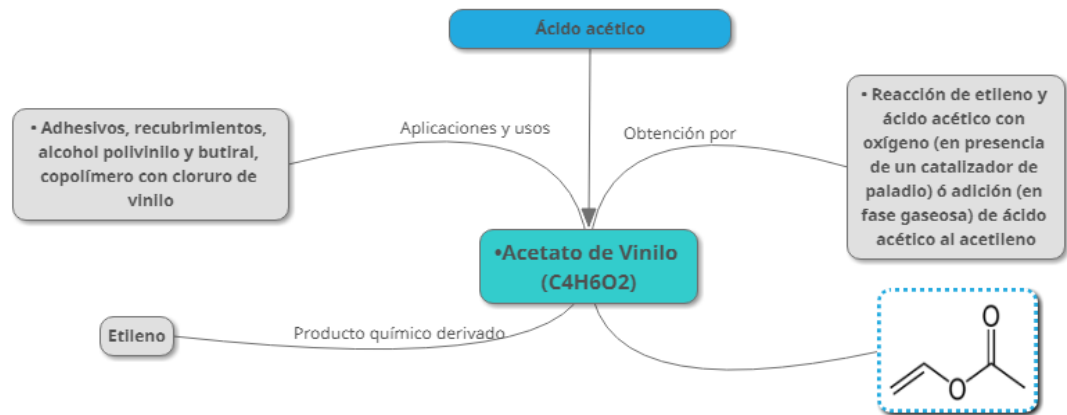 Ácido acético
• Adhesivos, recubrimientos,
alcohol polivinilo y butiral,
copolímero con cloruro de
vinilo
Aplicaciones y usos
Obtención por
• Reacción de etileno y
ácido acético con
oxígeno (en presencia
de un catalizador de
paladio) ó adición (en
fase gaseosa) de ácido
acético al acetileno
•Acetato de Vinilo
(C4H6O2)
Etileno
Producto químico derivado
O
O